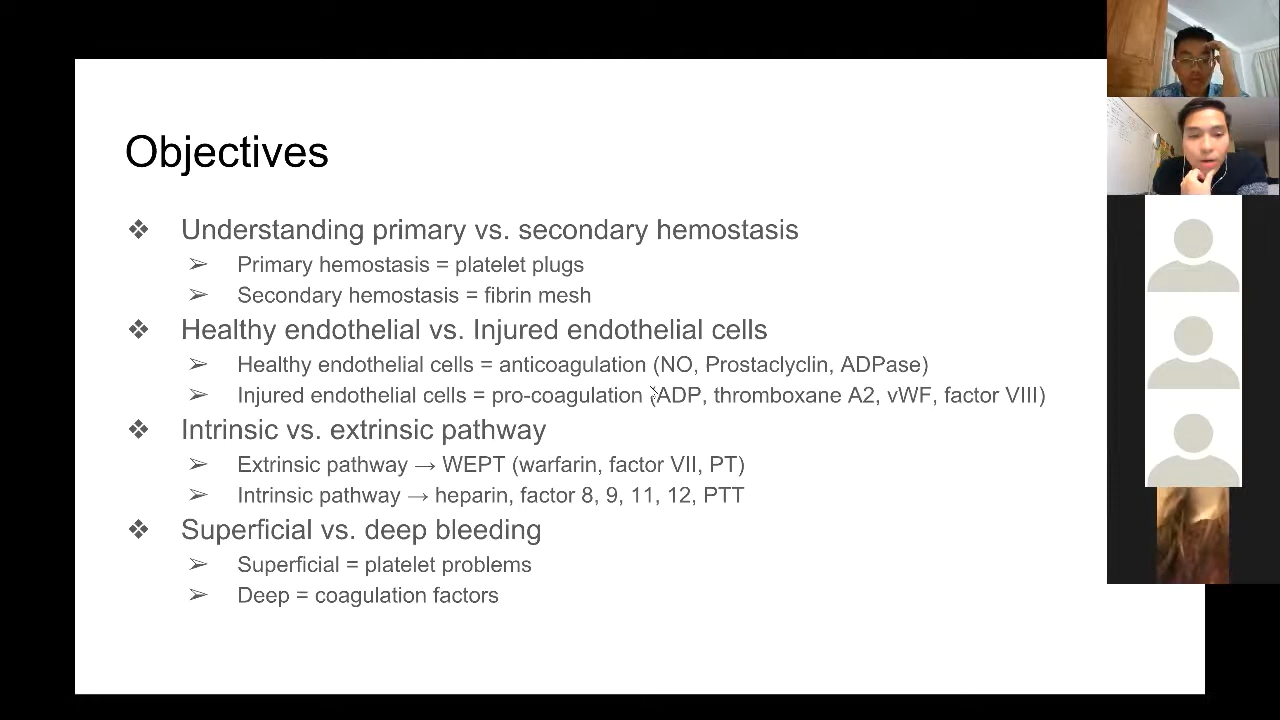 Objectives
❖ Understanding primary vs. secondary hemostasis
➢ Primary hemostasis = platelet plugs
➢ Secondary hemostasis = fibrin mesh
❖ Healthy endothelial vs. Injured endothelial cells
➢ Healthy endothelial cells = anticoagulation (NO, Prostaclyclin, ADPase)
➢ Injured endothelial cells = pro-coagulation (ADP, thromboxane A2, vWF, factor VIII)
❖ Intrinsic vs. extrinsic pathway
➢ Extrinsic pathway → WEPT (warfarin, factor VII, PT)
➢ Intrinsic pathway → heparin, factor 8, 9, 11, 12, PTT
❖ Superficial vs. deep bleeding
➢ Superficial = platelet problems
➢ Deep = coagulation factors